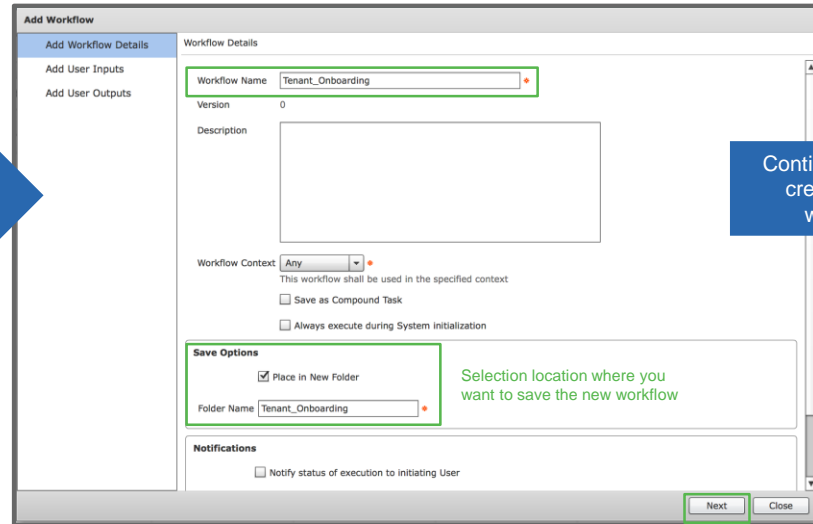 Add Workflow
Add Workflow Details
Add User Inputs
Add User Outputs
Workflow Details
Workflow Name Tenant_Onboarding *
Version 0
Description
Workflow Context Any *
This workflow shall be used in the specified context
Save as Compound Task
Always execute during System initialization
Save Options
Place in New Folder
Folder Name Tenant_Onboarding *
Selection location where you
want to save the new workflow
Notifications
Notify status of execution to initiating User
Next Close